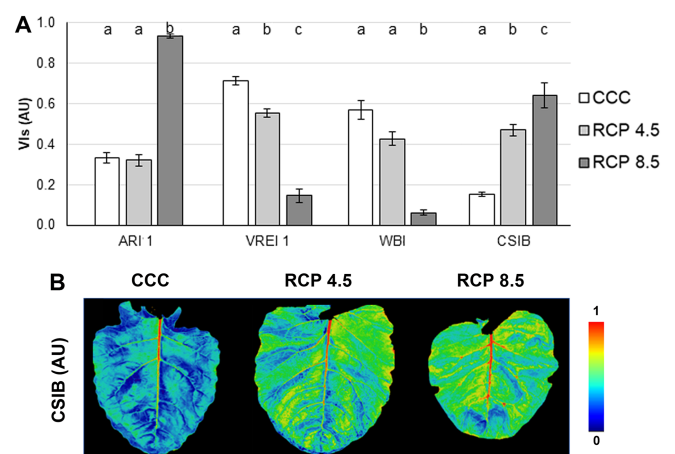 A
1.0
0.8
0.6
0.4
0.2
0.0
VIs (AU)
a a b
a b c
a a b
a b c
ARI 1
VREI 1
WBI
CSIB
CCC
RCP 4.5
RCP 8.5
B
CCC
RCP 4.5
RCP 8.5
CSIB (AU)
1
0